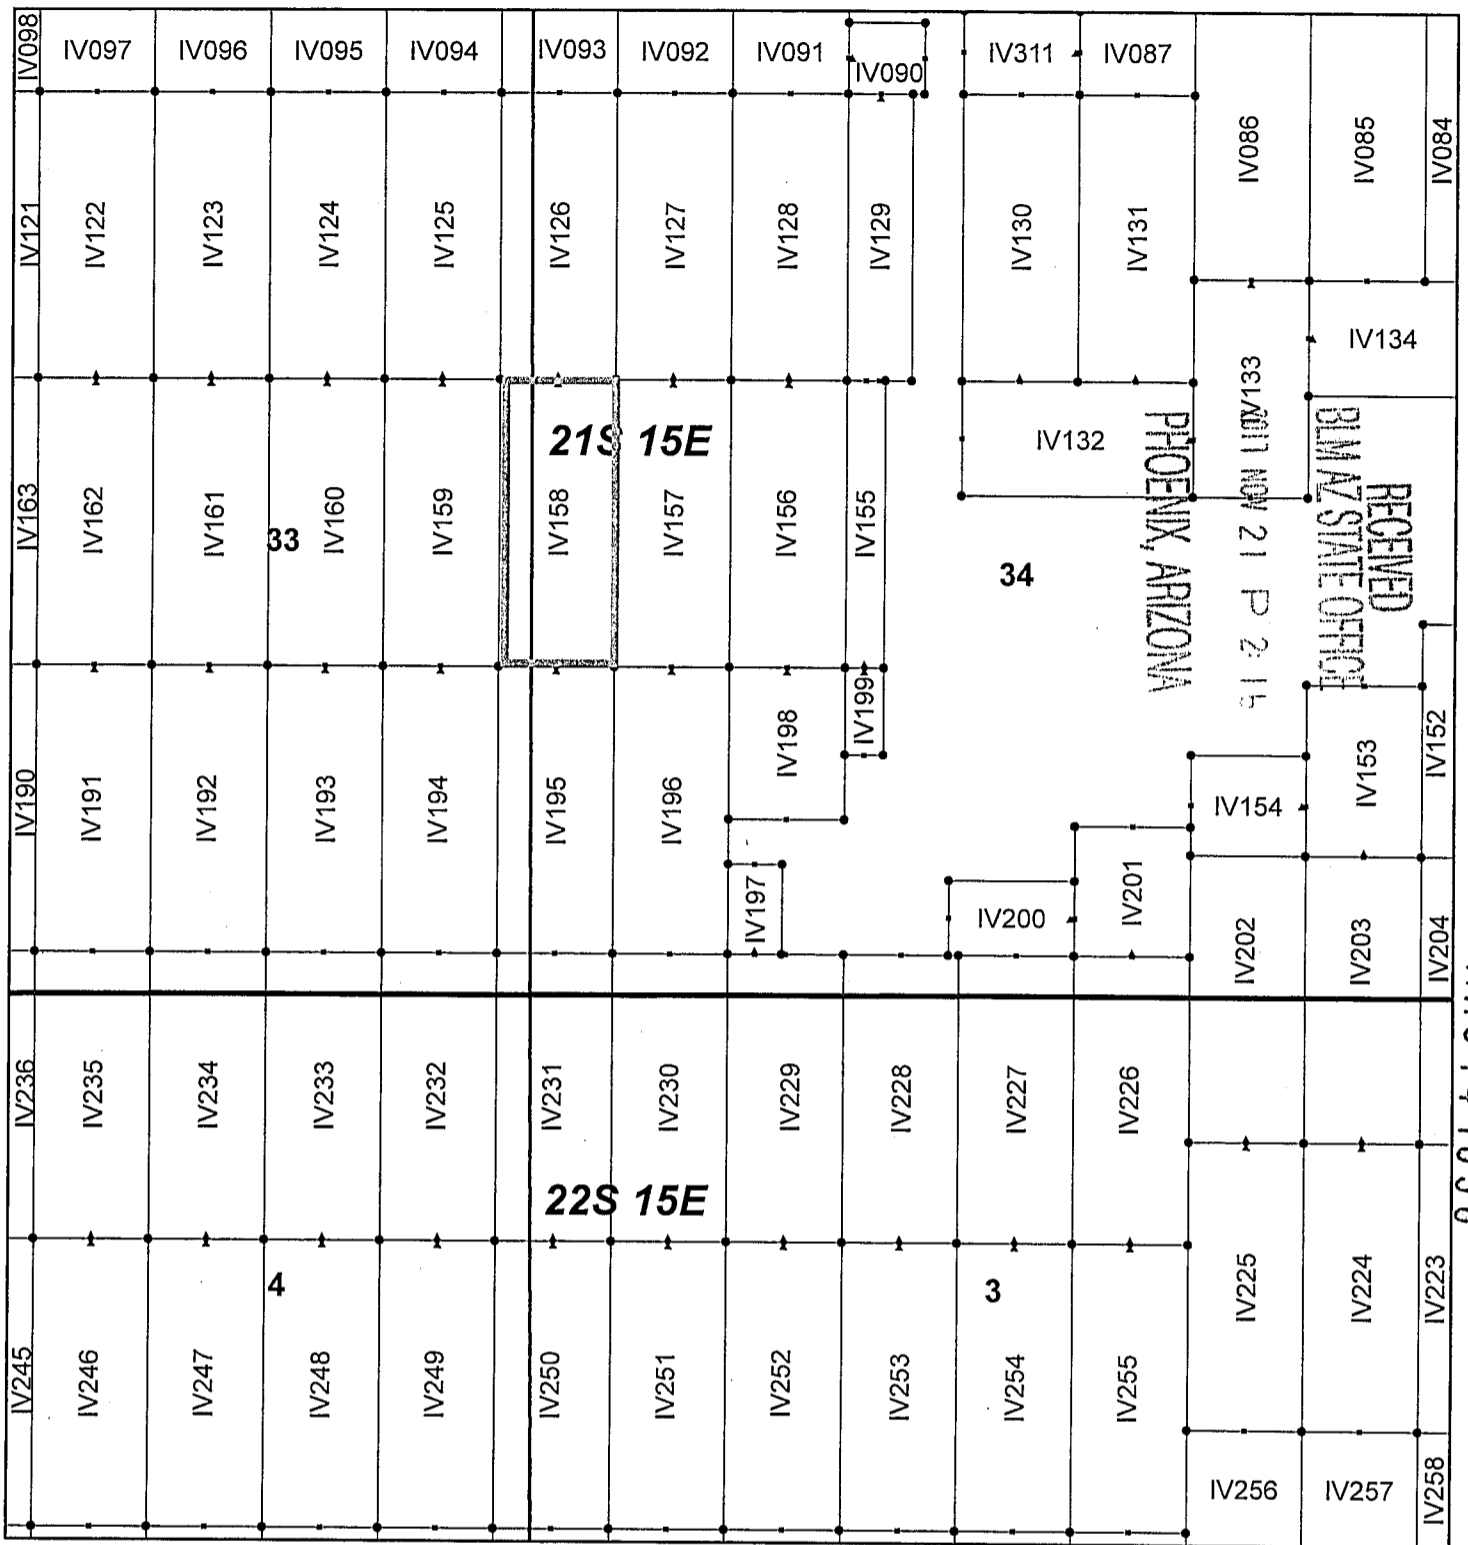 IV098 IV097 IV096 IV095 IV094 IV093 IV092 IV091 IV090 IV311 IV087
IV086 IV085 IV084
IV121 IV122 IV123 IV124 IV125 IV126 IV127 IV128 IV129 IV130 IV131
IV134
21S 15E
IV132
IV163 IV162 IV161 33 IV160 IV159 IV158 IV157 IV156 IV155
34
RECEIVED
BLM AZ STATE OFFICE
2011 NOV 21 P 2:16
PHOENIX, ARIZONA
IV190 IV191 IV192 IV193 IV194 IV195 IV196 IV198 IV199
IV154 IV153 IV152
IV197 IV200 IV201 IV202 IV203 IV204
IV236 IV235 IV234 IV233 IV232 IV231 IV230 IV229 IV228 IV227 IV226
22S 15E
4
3
IV225 IV224 IV223
IV245 IV246 IV247 IV248 IV249 IV250 IV251 IV252 IV253 IV254 IV255
IV256 IV257 IV258